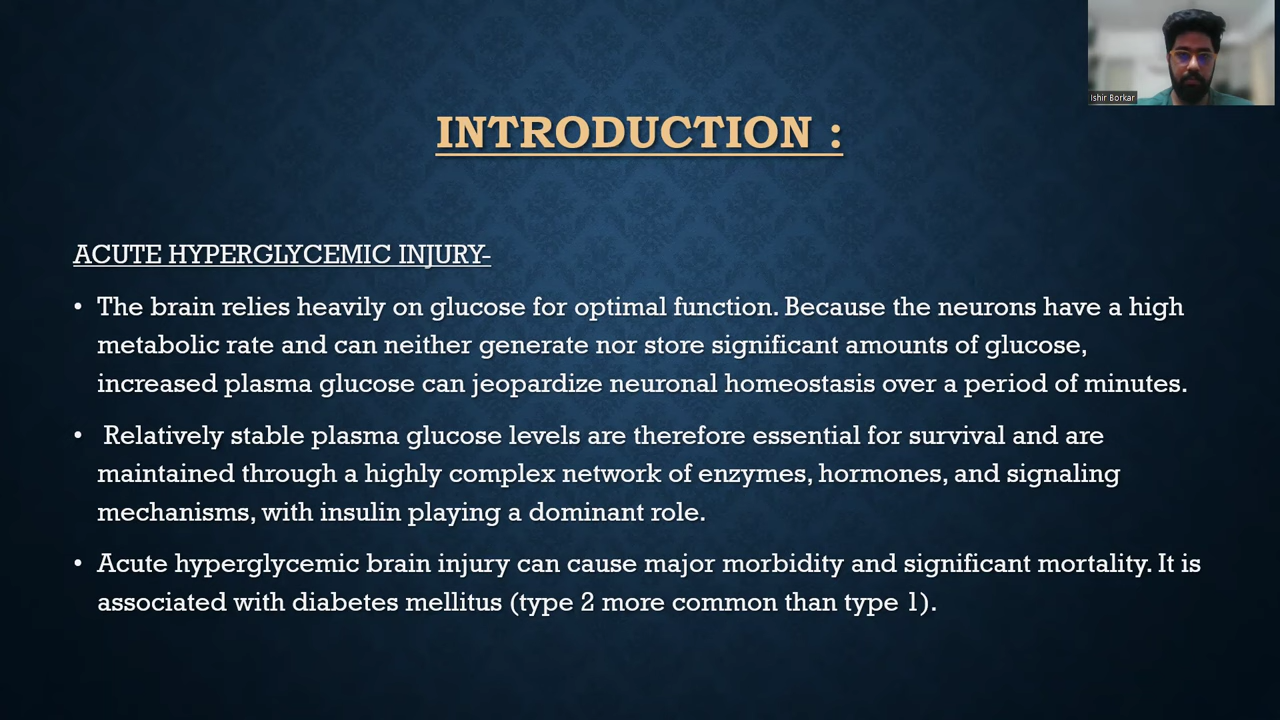 Ishir Borkar
INTRODUCTION :
ACUTE HYPERGLYCEMIC INJURY-
• The brain relies heavily on glucose for optimal function. Because the neurons have a high
metabolic rate and can neither generate nor store significant amounts of glucose,
increased plasma glucose can jeopardize neuronal homeostasis over a period of minutes.
• Relatively stable plasma glucose levels are therefore essential for survival and are
maintained through a highly complex network of enzymes, hormones, and signaling
mechanisms, with insulin playing a dominant role.
• Acute hyperglycemic brain injury can cause major morbidity and significant mortality. It is
associated with diabetes mellitus (type 2 more common than type 1).